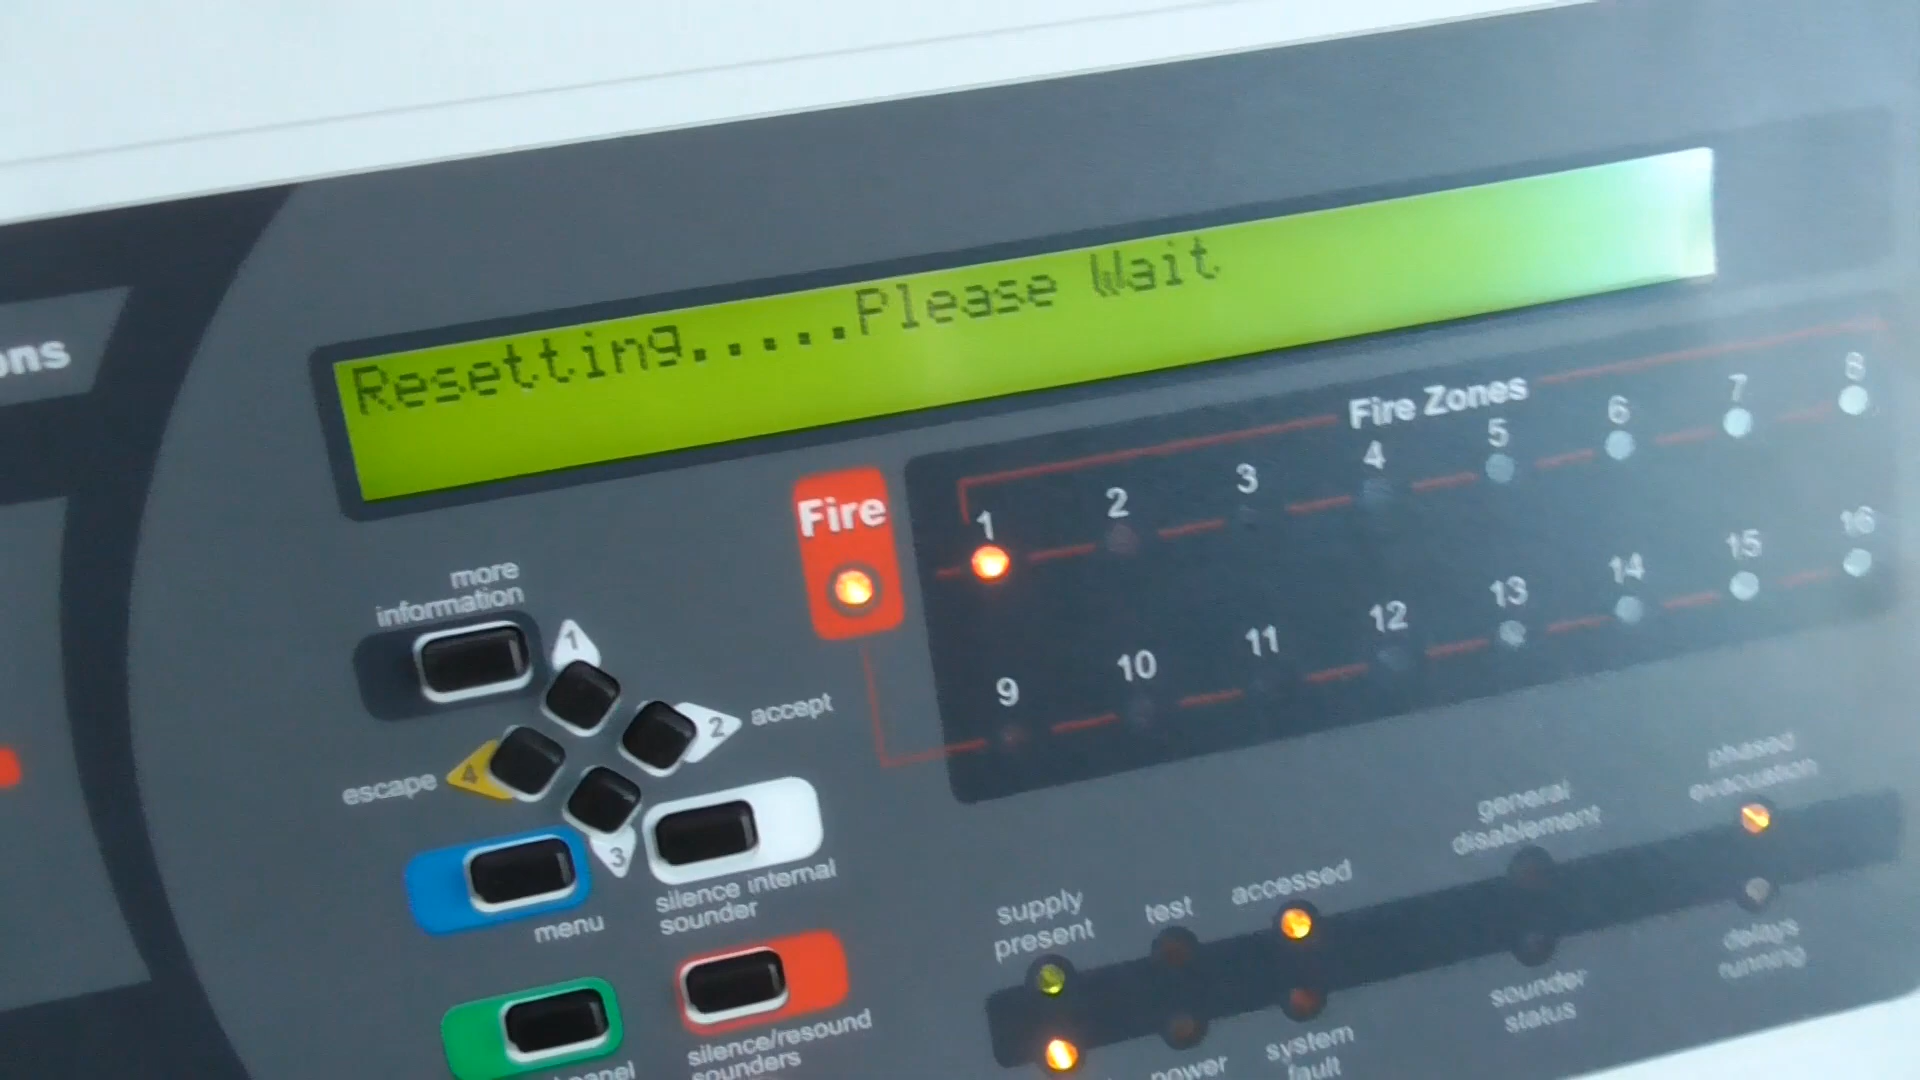 Resetting.....Please Wait
ons
Fire Zones
1 2 3 4 5 6 7 8
Fire
9 10 11 12 13 14 15 16
more
information
1
2
accept
escape
4
3
menu
silence internal
sounder
silence/resound
sounders
panel
supply
present
test
accessed
general
disablement
phased
evacuation
power
system
fault
sounder
status
delays
running